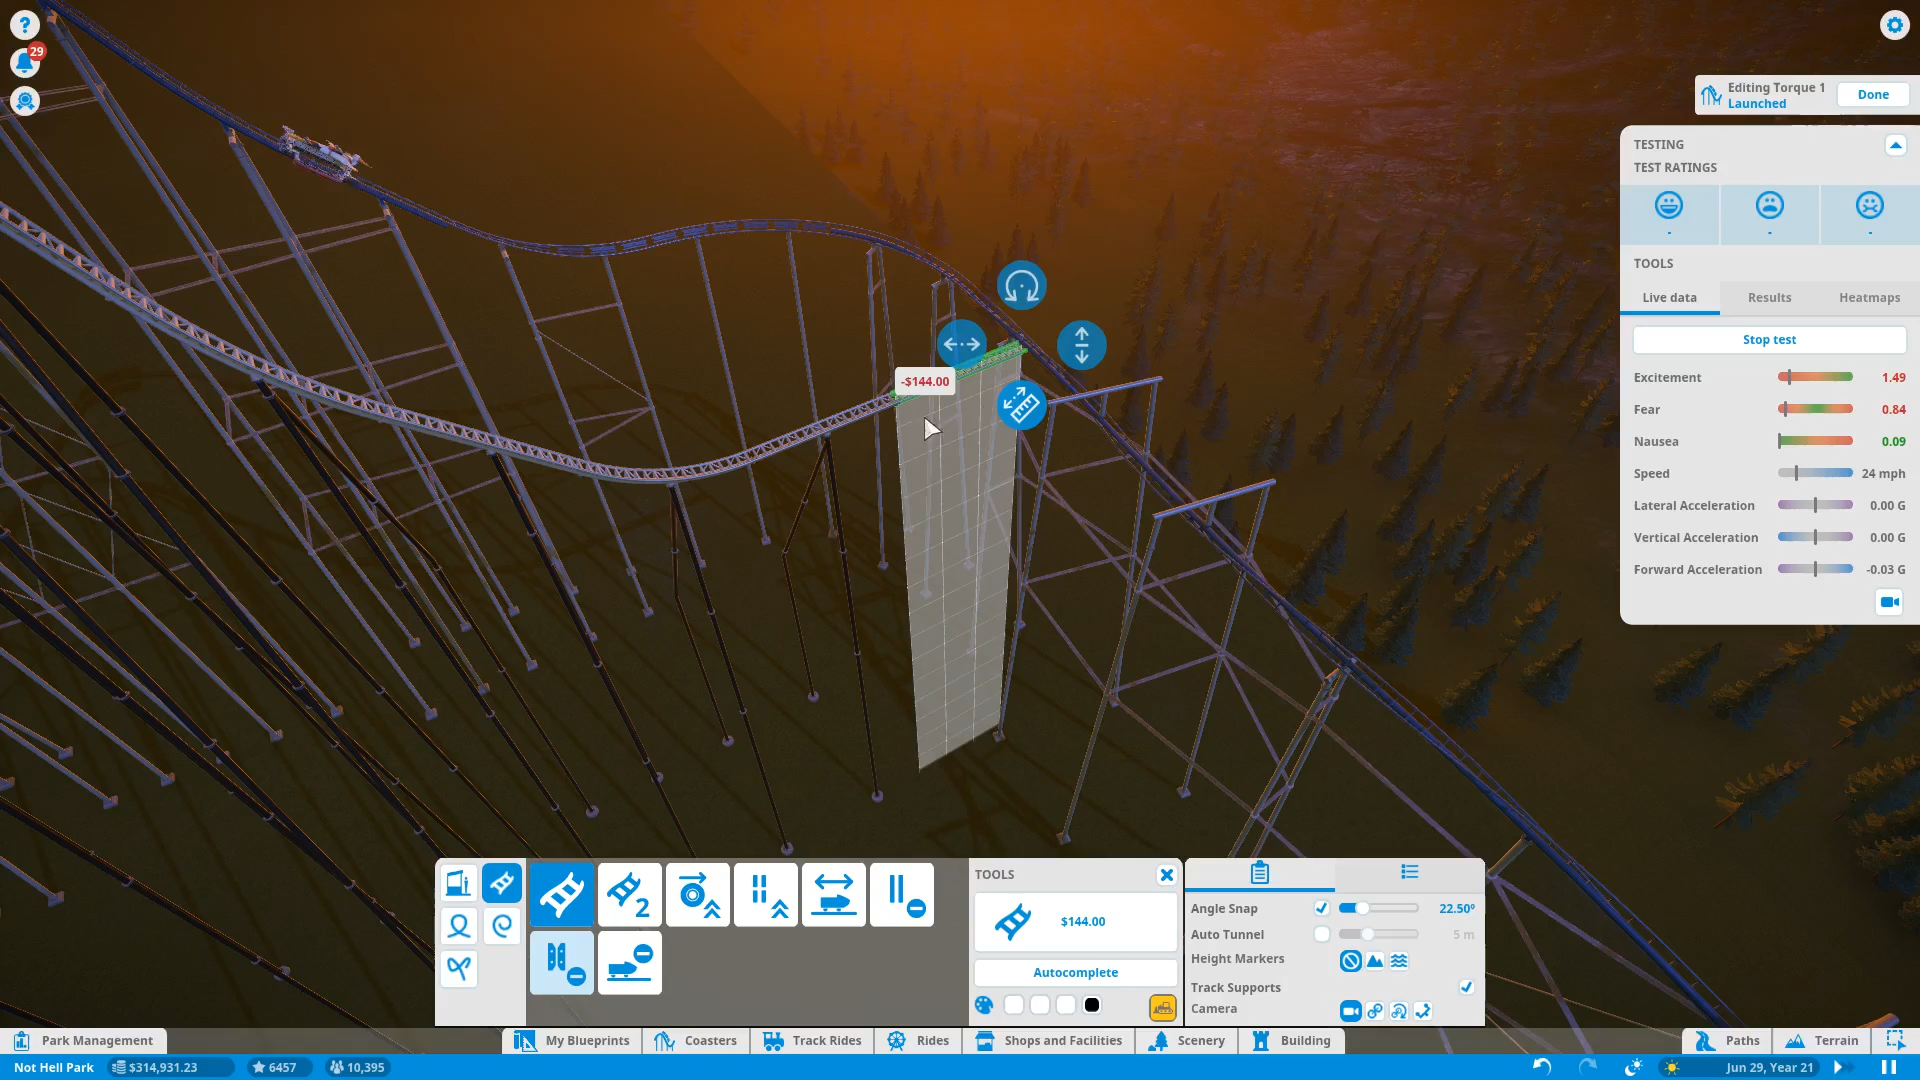 ?
29
Editing Torque 1
Launched
Done
TESTING
TEST RATINGS
-
-
-
TOOLS
Live data
Results
Heatmaps
Stop test
Excitement 1.49
Fear 0.84
Nausea 0.09
Speed 24 mph
Lateral Acceleration 0.00 G
Vertical Acceleration 0.00 G
Forward Acceleration -0.03 G
-$144.00
2
TOOLS
$144.00
Autocomplete
Angle Snap 22.50º
Auto Tunnel 5 m
Height Markers
Track Supports
Camera
Park Management
My Blueprints
Coasters
Track Rides
Rides
Shops and Facilities
Scenery
Building
Paths
Terrain
Not Hell Park
$314,931.23
6457
10,395
Jun 29, Year 21